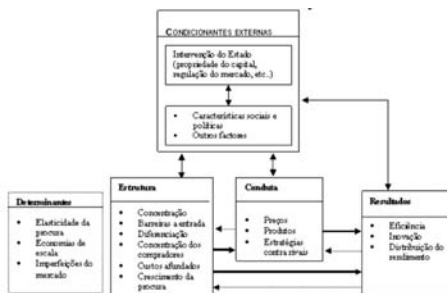 CONDICIONANTES EXTERNAS
Intervenção do Estado
(propriedade do capital,
regulação do mercado, etc..)
• Características sociais e
políticas
• Outros factores
Determinantes
• Elasticidade da
procura
• Economias de
escala
• Imperfeições do
mercado
Estrutura
• Concentração
• Barreiras a entrada
• Diferenciação
• Concentração dos
compradores
• Custos afundados
• Crescimento da
procura
Conduta
• Preços
• Produtos
• Estratégias
contra rivais
Resultados
• Eficiência
• Inovação
• Distribuição do
rendimento